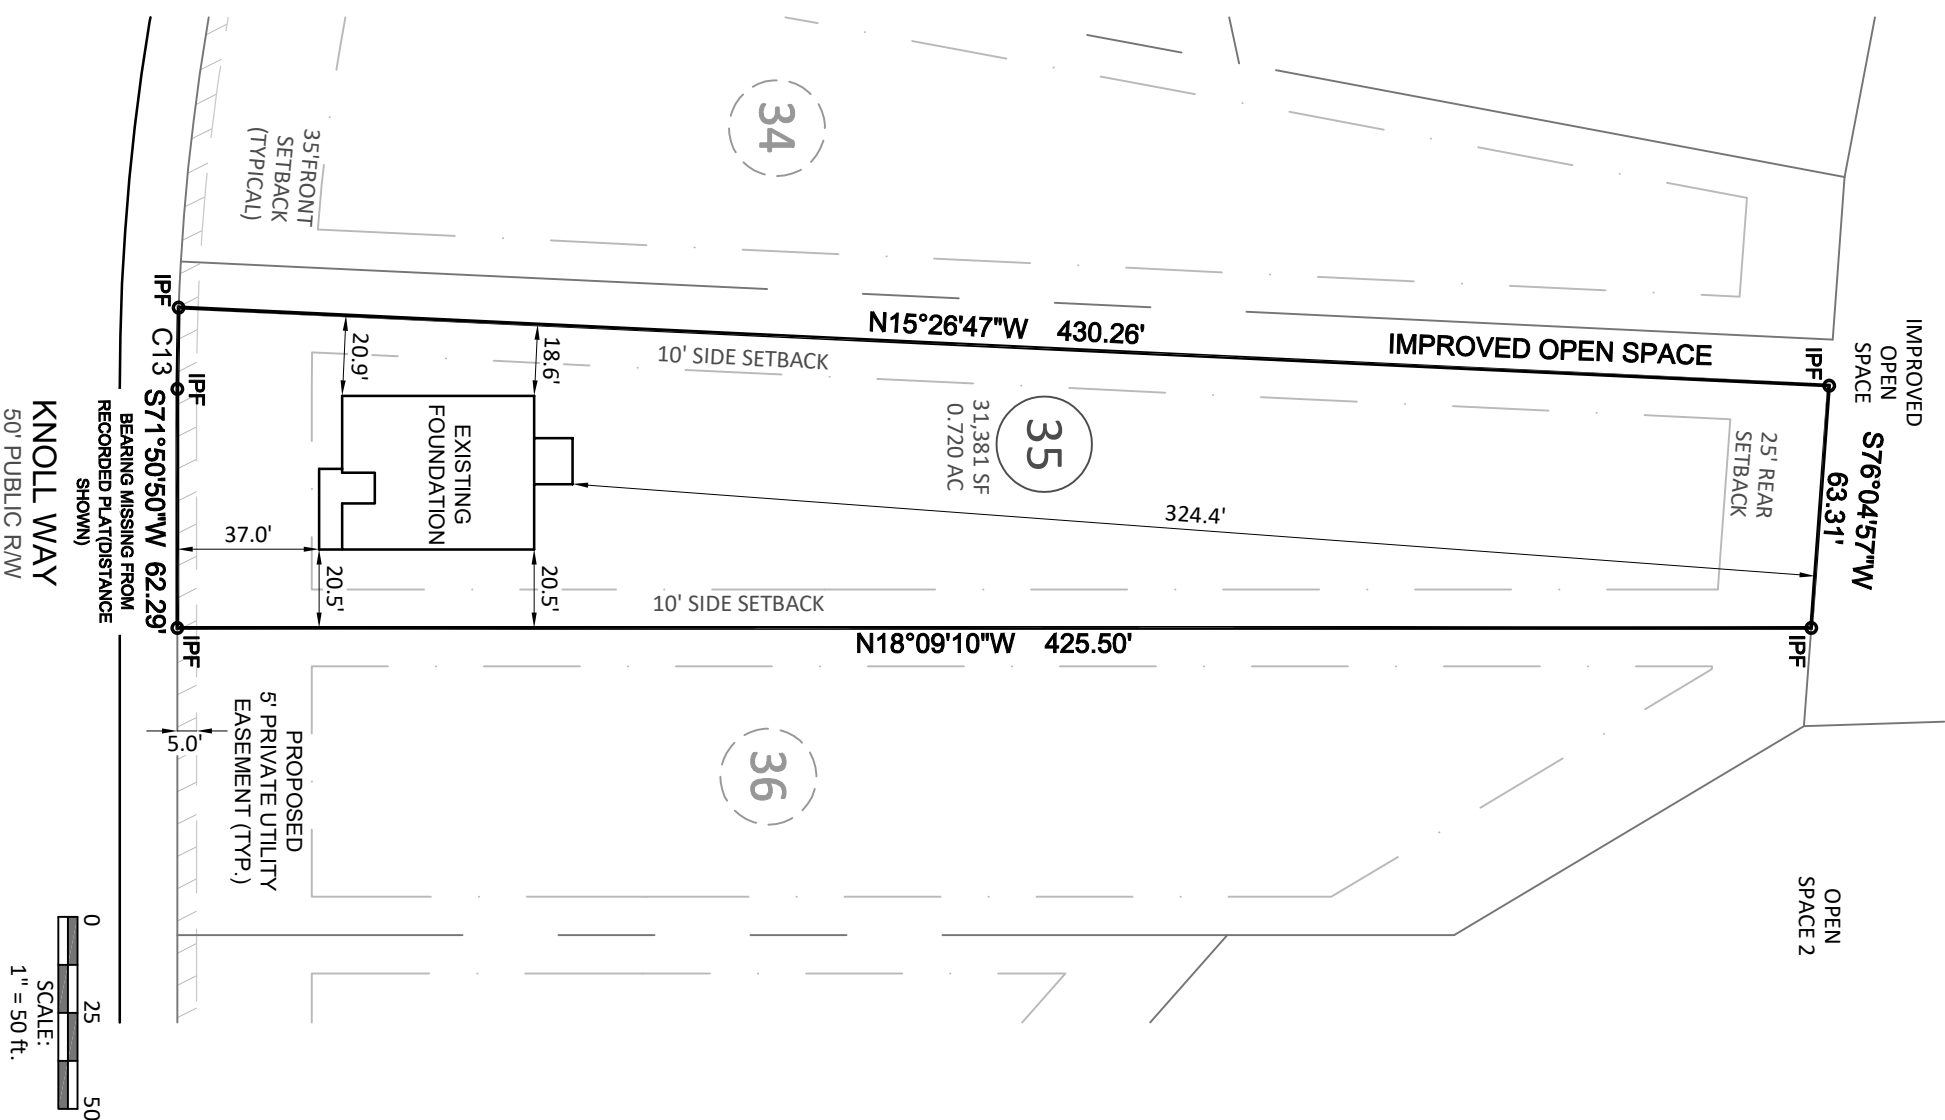 34
35'FRONT
SETBACK
(TYPICAL)
IMPROVED
OPEN
SPACE
S76°04'57"W
63.31'
IPF
IMPROVED OPEN SPACE
N15°26'47"W 430.26'
10' SIDE SETBACK
25' REAR
SETBACK
35
31,381 SF
0.720 AC
18.6'
20.9'
EXISTING
FOUNDATION
324.4'
37.0'
20.5'
20.5'
10' SIDE SETBACK
N18°09'10"W 425.50'
IPF
IPF
C13
IPF
S71°50'50"W 62.29'
BEARING MISSING FROM
RECORDED PLAT(DISTANCE
SHOWN)
IPF
KNOLL WAY
50' PUBLIC R/W
5.0'
PROPOSED
5' PRIVATE UTILITY
EASEMENT (TYP.)
36
OPEN
SPACE 2
0 25 50
SCALE:
1" = 50 ft.